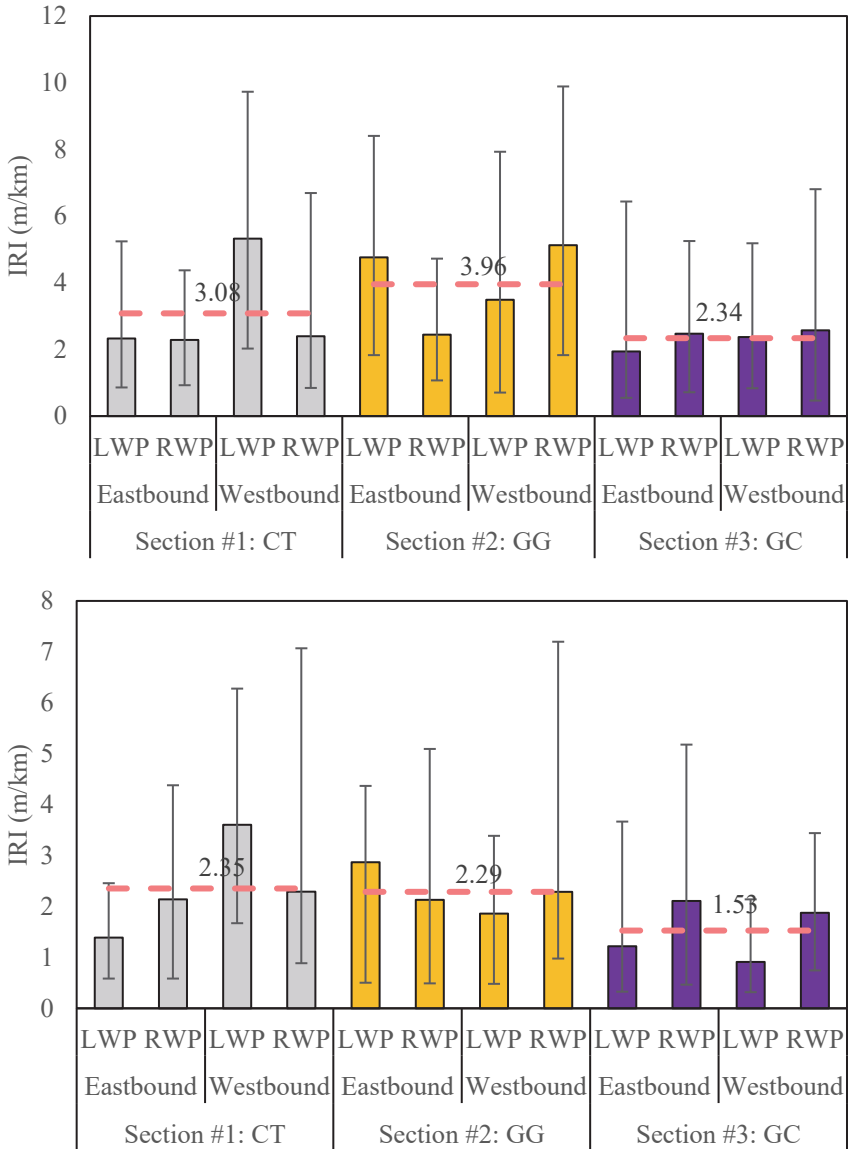 12
10
8
6
4
2
0
IRI (m/km)
3.08
3.96
2.34
LWP RWP LWP RWP LWP RWP LWP RWP LWP RWP LWP RWP
Eastbound Westbound Eastbound Westbound Eastbound Westbound
Section #1: CT Section #2: GG Section #3: GC
8
7
6
5
4
3
2
1
0
IRI (m/km)
2.35
2.29
1.53
LWP RWP LWP RWP LWP RWP LWP RWP LWP RWP LWP RWP
Eastbound Westbound Eastbound Westbound Eastbound Westbound
Section #1: CT Section #2: GG Section #3: GC